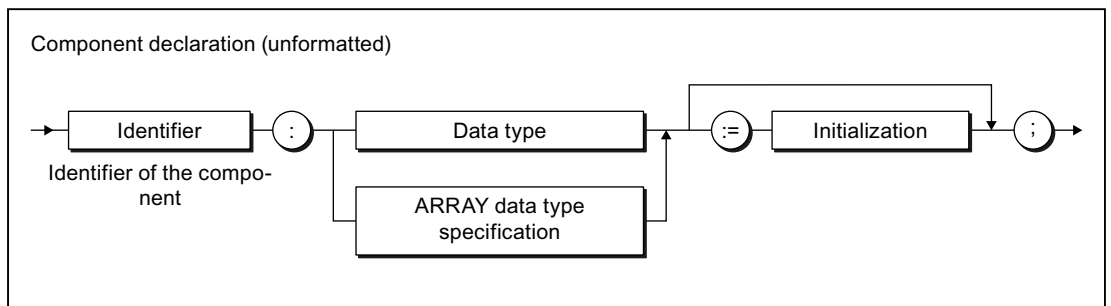 Component declaration (unformatted)
Identifier
:
Data type
:=
Initialization
;
Identifier of the compo-
nent
ARRAY data type
specification